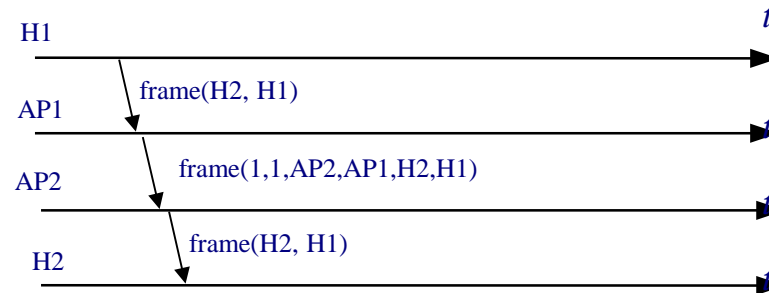 t
H1
frame(H2, H1)
AP1
t
frame(1,1,AP2,AP1,H2,H1)
AP2
t
frame(H2, H1)
H2
t